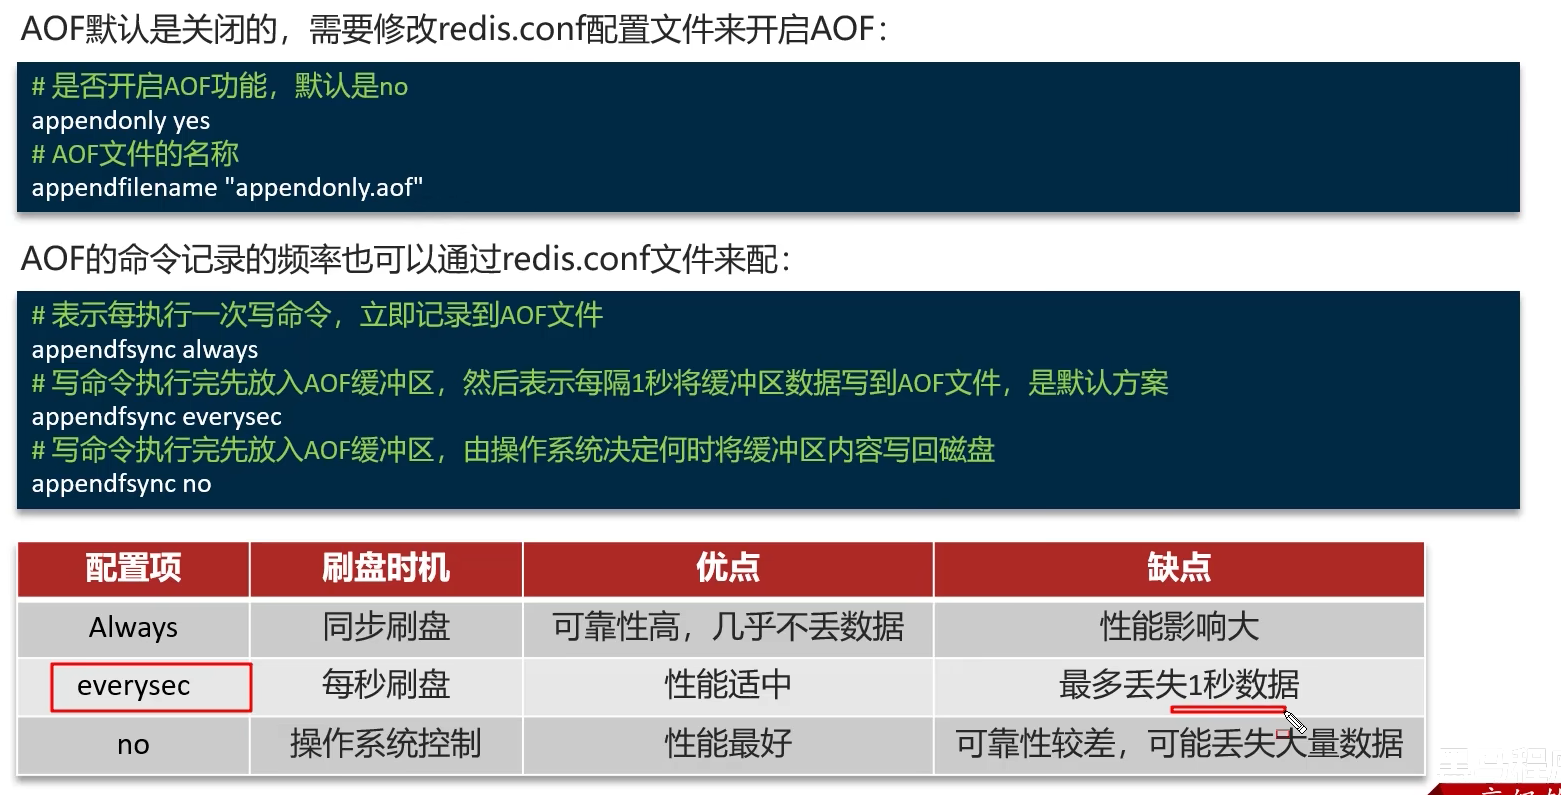 AOF默认是关闭的，需要修改redis.conf配置文件来开启AOF：
# 是否开启AOF功能，默认是no
appendonly yes
# AOF文件的名称
appendfilename "appendonly.aof"
AOF的命令记录的频率也可以通过redis.conf文件来配：
# 表示每执行一次写命令，立即记录到AOF文件
appendfsync always
# 写命令执行完先放入AOF缓冲区，然后表示每隔1秒将缓冲区数据写到AOF文件，是默认方案
appendfsync everysec
# 写命令执行完先放入AOF缓冲区，由操作系统决定何时将缓冲区内容写回磁盘
appendfsync no
配置项 刷盘时机 优点 缺点
Always 同步刷盘 可靠性高，几乎不丢数据 性能影响大
everysec 每秒刷盘 性能适中 最多丢失1秒数据
no 操作系统控制 性能最好 可靠性较差，可能丢失大量数据